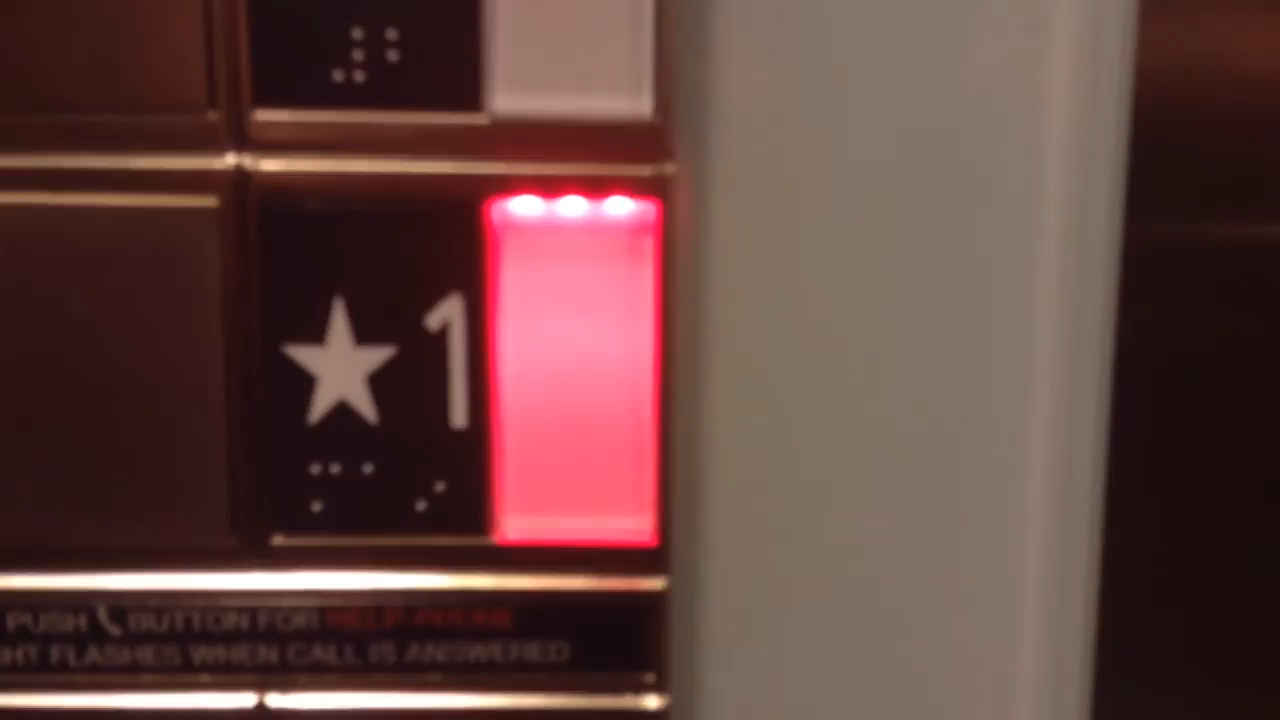 ★1
PUSH BUTTON FOR HELP-PHONE
HT FLASHES WHEN CALL IS ANSWERED